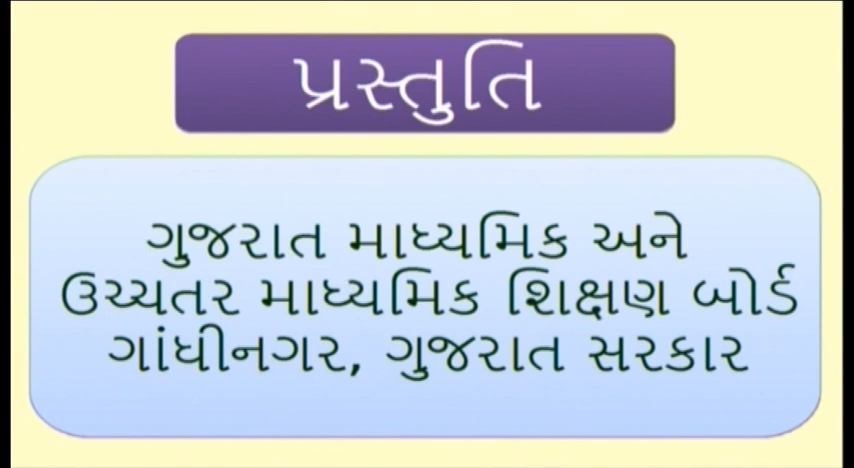 પ્રસ્તુતિ
ગુજરાત માધ્યમિક અને
ઉચ્ચતર માધ્યમિક શિક્ષણ બોર્ડ
ગાંધીનગર, ગુજરાત સરકાર